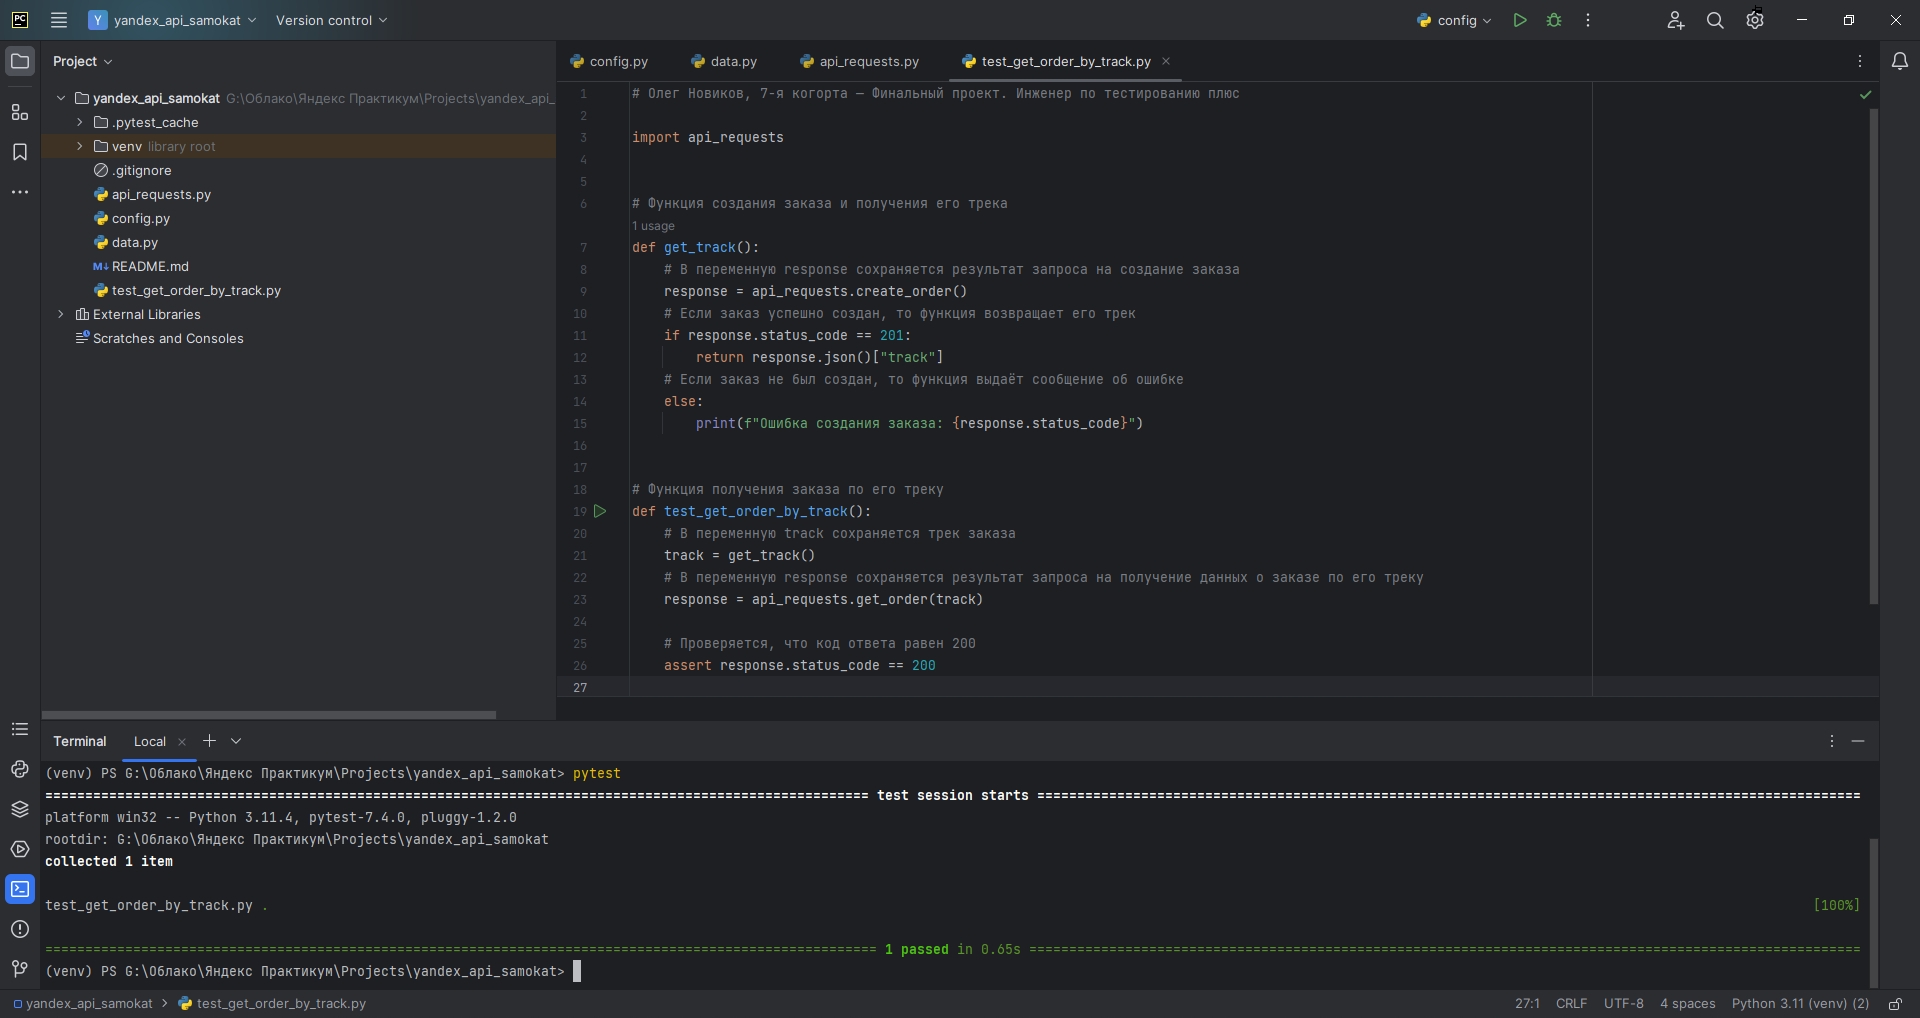 PC
Y yandex_api_samokat Version control config
Project
yandex_api_samokat G:\Облако\Яндекс Практикум\Projects\yandex_api_
.pytest_cache
venv library root
.gitignore
api_requests.py
config.py
data.py
M↓ README.md
test_get_order_by_track.py
External Libraries
Scratches and Consoles
config.py data.py api_requests.py test_get_order_by_track.py
1 # Олег Новиков, 7-я когорта — Финальный проект. Инженер по тестированию плюс
2
3 import api_requests
4
5
6 # Функция создания заказа и получения его трека
1 usage
7 def get_track():
8 # В переменную response сохраняется результат запроса на создание заказа
9 response = api_requests.create_order()
10 # Если заказ успешно создан, то функция возвращает его трек
11 if response.status_code == 201:
12 return response.json()["track"]
13 # Если заказ не был создан, то функция выдаёт сообщение об ошибке
14 else:
15 print(f"Ошибка создания заказа: {response.status_code}")
16
17
18 # Функция получения заказа по его треку
19 def test_get_order_by_track():
20 # В переменную track сохраняется трек заказа
21 track = get_track()
22 # В переменную response сохраняется результат запроса на получение данных о заказе по его треку
23 response = api_requests.get_order(track)
24
25 # Проверяется, что код ответа равен 200
26 assert response.status_code == 200
27
Terminal Local
(venv) PS G:\Облако\Яндекс Практикум\Projects\yandex_api_samokat> pytest
======================================================================================================= test session starts =======================================================================================================
platform win32 -- Python 3.11.4, pytest-7.4.0, pluggy-1.2.0
rootdir: G:\Облако\Яндекс Практикум\Projects\yandex_api_samokat
collected 1 item
test_get_order_by_track.py . [100%]
======================================================================================================== 1 passed in 0.65s ========================================================================================================
(venv) PS G:\Облако\Яндекс Практикум\Projects\yandex_api_samokat>
yandex_api_samokat > test_get_order_by_track.py 27:1 CRLF UTF-8 4 spaces Python 3.11 (venv) (2)